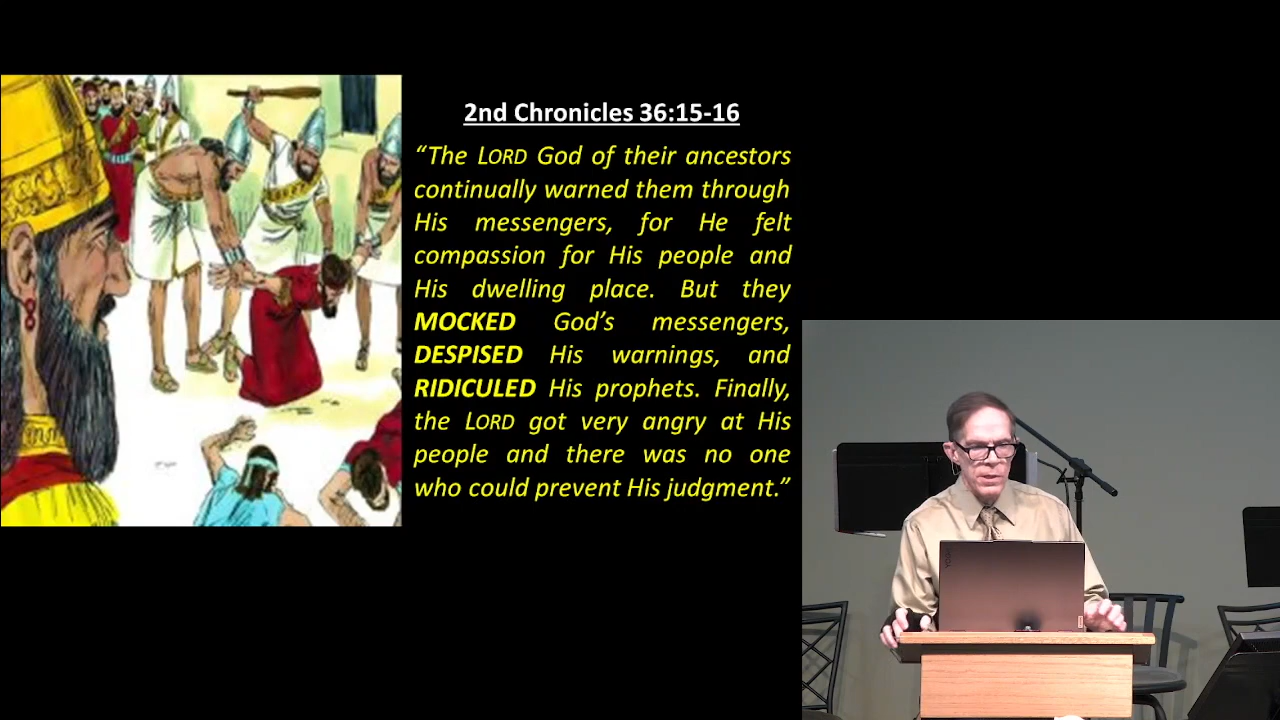 2nd Chronicles 36:15-16
“The LORD God of their ancestors
continually warned them through
His messengers, for He felt
compassion for His people and
His dwelling place. But they
MOCKED God’s messengers,
DESPISED His warnings, and
RIDICULED His prophets. Finally,
the LORD got very angry at His
people and there was no one
who could prevent His judgment.”